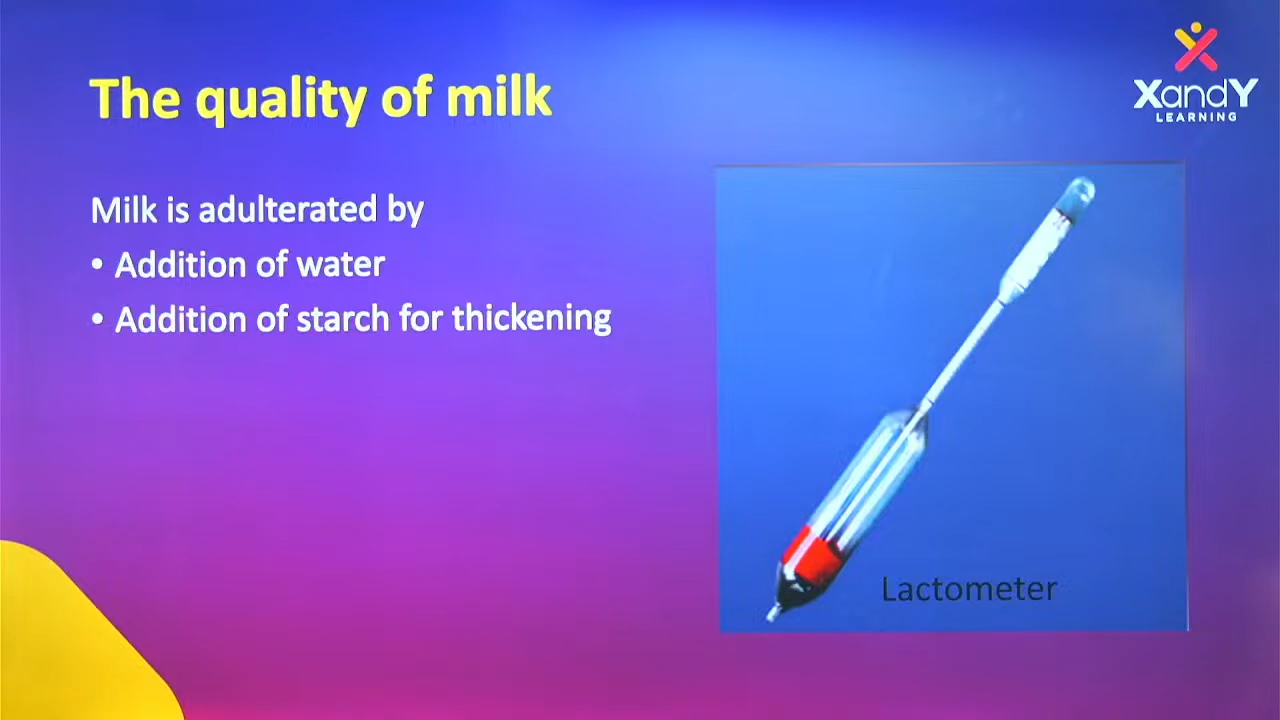 The quality of milk
XandY
LEARNING
Milk is adulterated by
• Addition of water
• Addition of starch for thickening
Lactometer